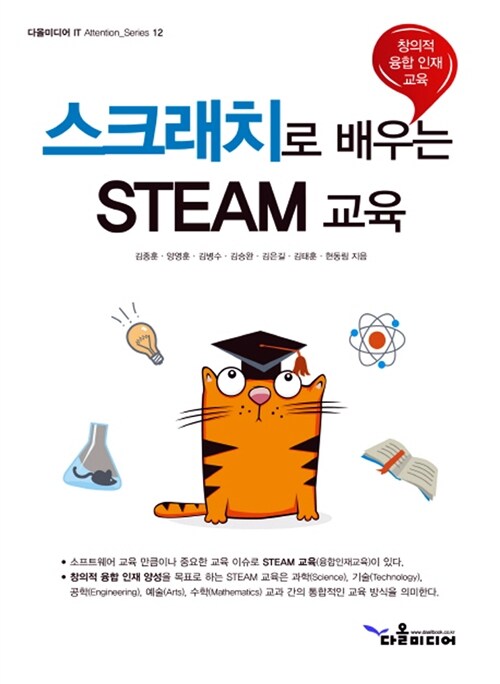 다올미디어 IT Attention_Series 12
창의적
융합 인재
교육
스크래치로 배우는
STEAM 교육
김종훈 · 양영훈 · 김병수 · 김승완 · 김은길 · 김태훈 · 현동림 지음
• 소프트웨어 교육 만큼이나 중요한 교육 이슈로 STEAM 교육(융합인재교육)이 있다.
• 창의적 융합 인재 양성을 목표로 하는 STEAM 교육은 과학(Science), 기술(Technology),
공학(Engineering), 예술(Arts), 수학(Mathematics) 교과 간의 통합적인 교육 방식을 의미한다.
www.daollbook.co.kr
다올미디어